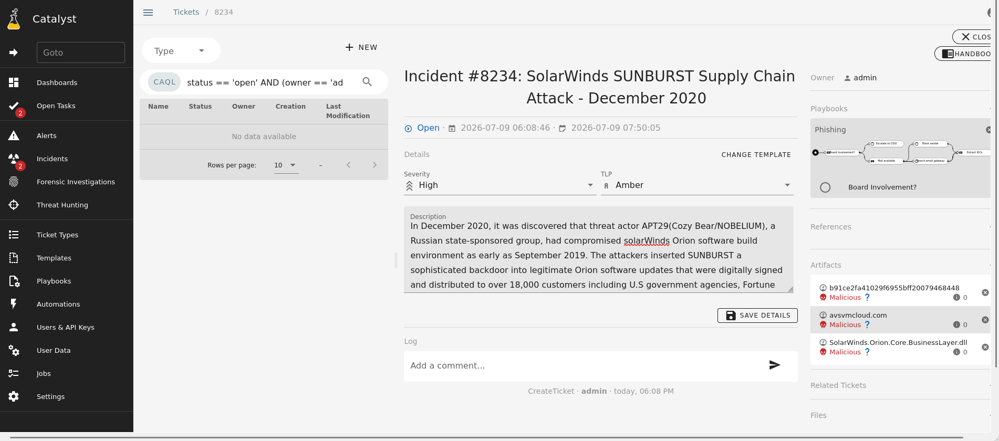 Catalyst
Goto
Dashboards
Open Tasks
2
Alerts
Incidents
2
Forensic Investigations
Threat Hunting
Ticket Types
Templates
Playbooks
Automations
Users & API Keys
User Data
Jobs
Settings
Tickets / 8234
Type
NEW
CAQL status == 'open' AND (owner == 'ad
Name Status Owner Creation Last Modification
No data available
Rows per page: 10 –
CLOS
HANDBOO
Incident #8234: SolarWinds SUNBURST Supply Chain
Attack - December 2020
Open · 2026-07-09 06:08:46 · 2026-07-09 07:50:05
Details
CHANGE TEMPLATE
Severity
High
TLP
Amber
Description
In December 2020, it was discovered that threat actor APT29(Cozy Bear/NOBELIUM), a
Russian state-sponsored group, had compromised solarWinds Orion software build
environment as early as September 2019. The attackers inserted SUNBURST a
sophisticated backdoor into legitimate Orion software updates that were digitally signed
and distributed to over 18,000 customers including U.S government agencies, Fortune
SAVE DETAILS
Log
Add a comment...
CreateTicket · admin · today, 06:08 PM
Owner admin
Playbooks
Phishing
Escalate to CISO
Block sender
Board Involvement?
Extract IOCs
Mail available
search email gateway
Board Involvement?
References
Artifacts
b91ce2fa41029f6955bff20079468448
Malicious ? 0
avsvmcloud.com
Malicious ? 0
SolarWinds.Orion.Core.BusinessLayer.dll
Malicious ? 0
Related Tickets
Files